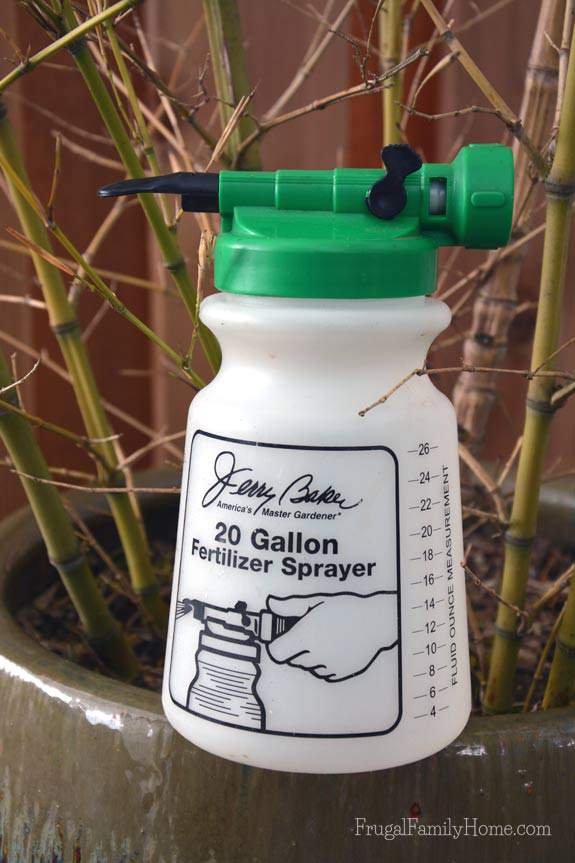 Jerry Baker
America's Master Gardener®
20 Gallon
Fertilizer Sprayer
26
24
22
20
18
16
14
12
10
8
6
4
FLUID OUNCE MEASUREMENT
FrugalFamilyHome.com